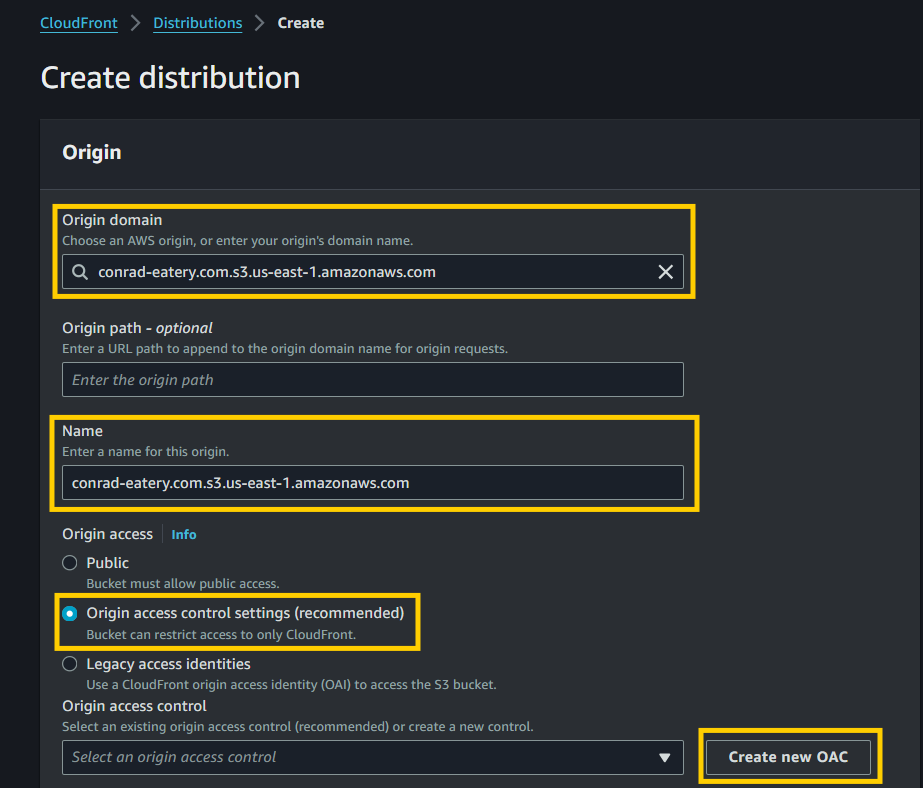 CloudFront > Distributions > Create
Create distribution
Origin
Origin domain
Choose an AWS origin, or enter your origin's domain name.
conrad-eatery.com.s3.us-east-1.amazonaws.com
Origin path - optional
Enter a URL path to append to the origin domain name for origin requests.
Enter the origin path
Name
Enter a name for this origin.
conrad-eatery.com.s3.us-east-1.amazonaws.com
Origin access | Info
Public
Bucket must allow public access.
Origin access control settings (recommended)
Bucket can restrict access to only CloudFront.
Legacy access identities
Use a CloudFront origin access identity (OAI) to access the S3 bucket.
Origin access control
Select an existing origin access control (recommended) or create a new control.
Select an origin access control
Create new OAC